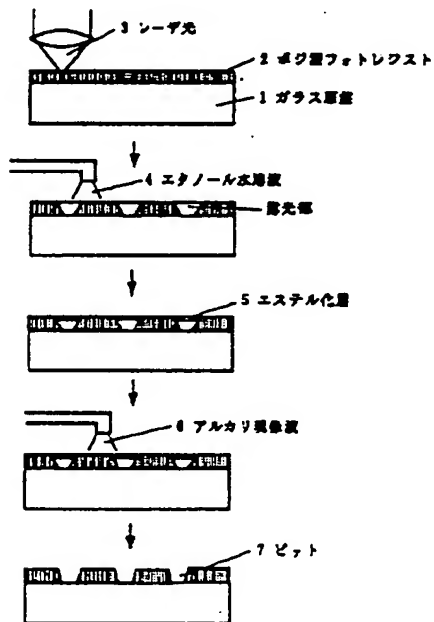 3 レーザ光
2 ポジ型フォトレジスト
1 ガラス原盤
4 エタノール水溶液
露光部
5 エステル化層
6 アルカリ現像液
7 ピット